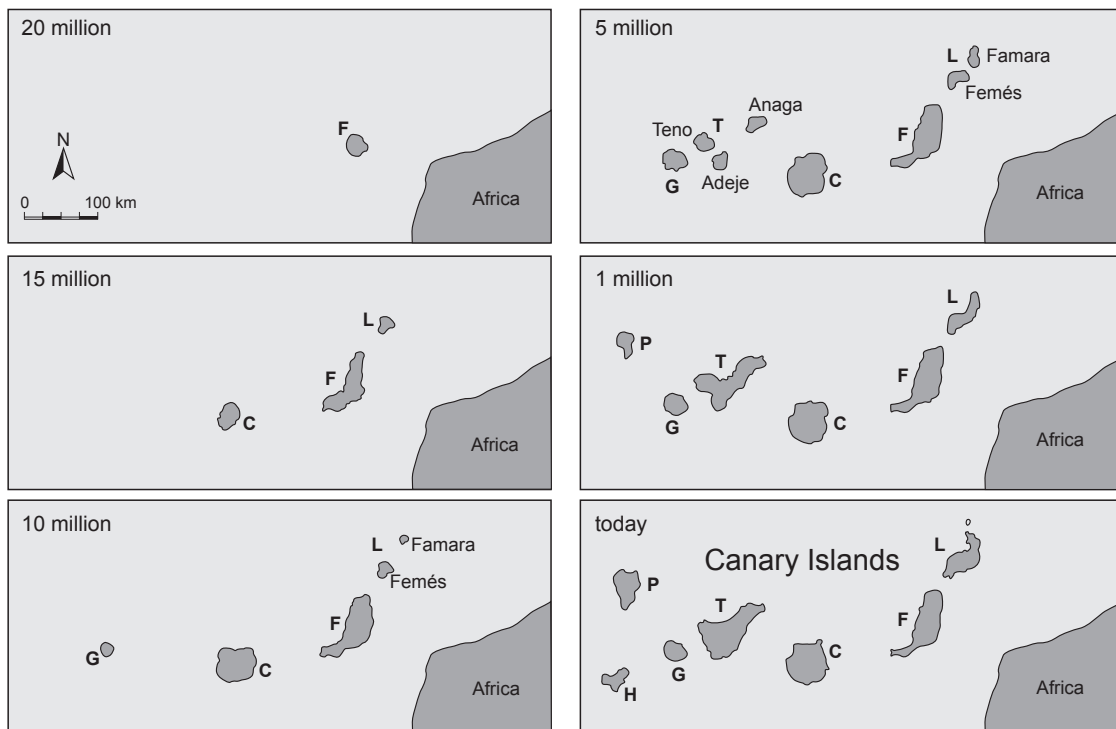 20 million
F
N
0 100 km
Africa
15 million
L
F
C
Africa
10 million
L Famara
Femés
F
G
C
Africa
5 million
L Famara
Femés
Anaga
Teno T
F
Adeje
G
C
Africa
1 million
L
P
T
F
G
C
Africa
today
Canary Islands
L
P
T
F
C
G
H
Africa